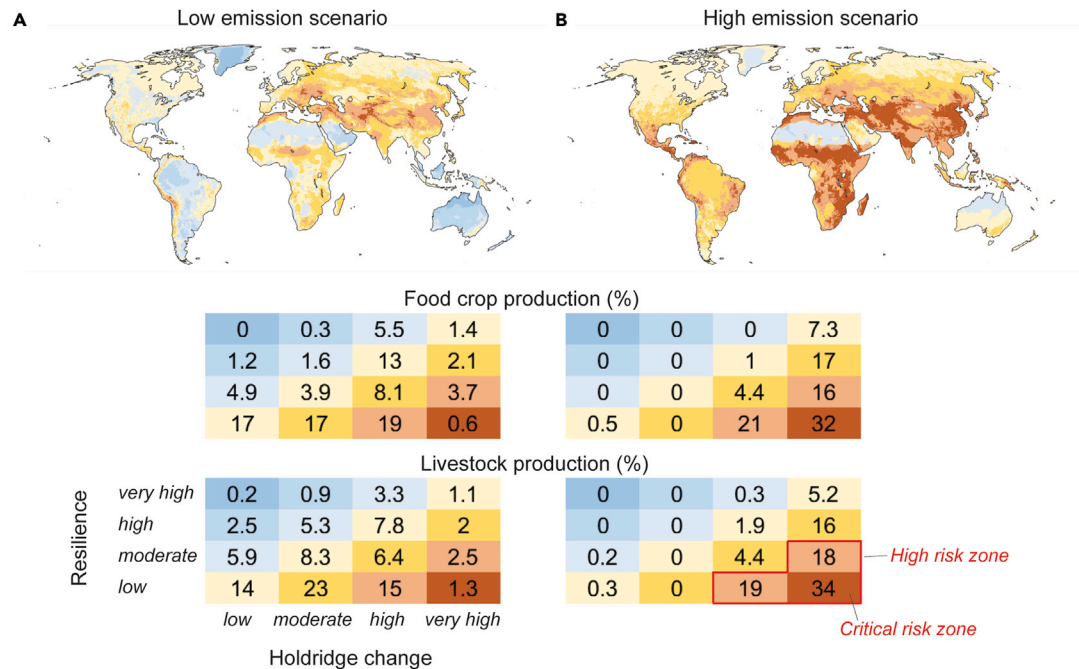 A Low emission scenario B High emission scenario
Food crop production (%)
0 0.3 5.5 1.4 0 0 0 7.3
1.2 1.6 13 2.1 0 0 1 17
4.9 3.9 8.1 3.7 0 0 4.4 16
17 17 19 0.6 0.5 0 21 32
Livestock production (%)
Resilience
very high 0.2 0.9 3.3 1.1 0 0 0.3 5.2
high 2.5 5.3 7.8 2 0 0 1.9 16
moderate 5.9 8.3 6.4 2.5 0.2 0 4.4 18 High risk zone
low 14 23 15 1.3 0.3 0 19 34
low moderate high very high Critical risk zone
Holdridge change